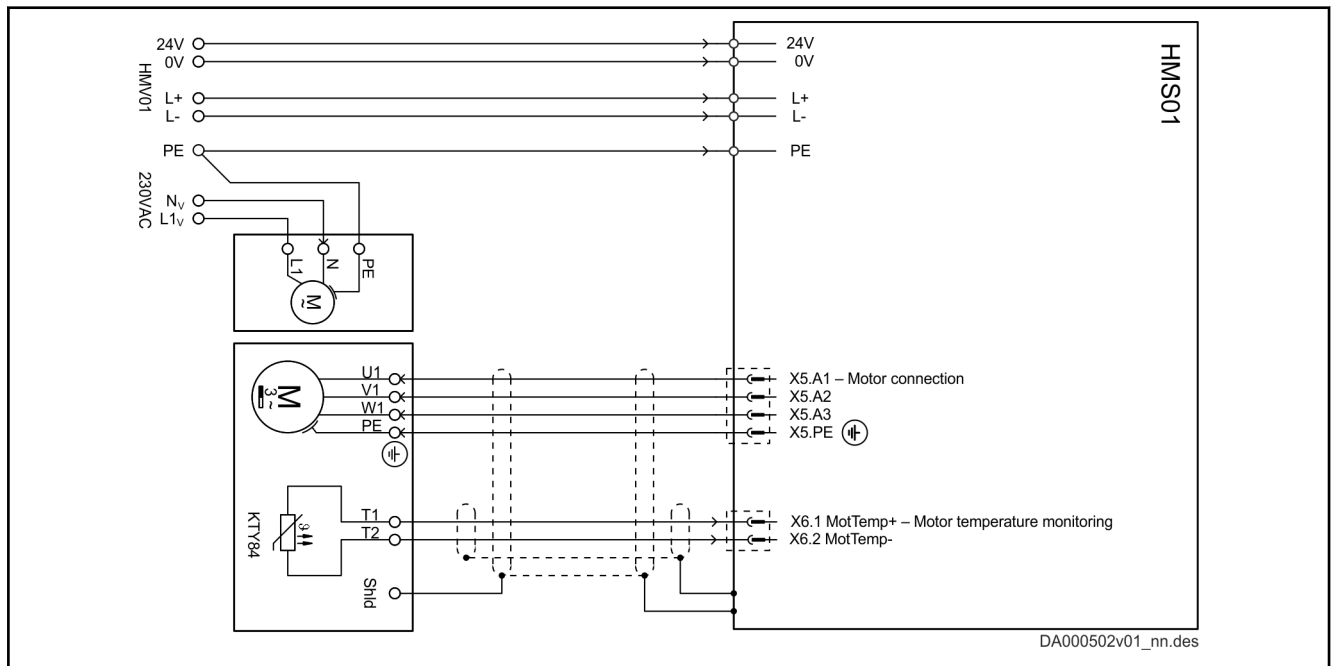 24V
0V
HMV01
L+
L-
PE
230VAC
NV
L1V
L1
N
PE
M
~
24V
0V
L+
L-
PE
HMS01
M
3 ~
U1
V1
W1
PE
X5.A1 – Motor connection
X5.A2
X5.A3
X5.PE
KTY84
ϑ
T1
T2
Shld
X6.1 MotTemp+ – Motor temperature monitoring
X6.2 MotTemp-
DA000502v01_nn.des